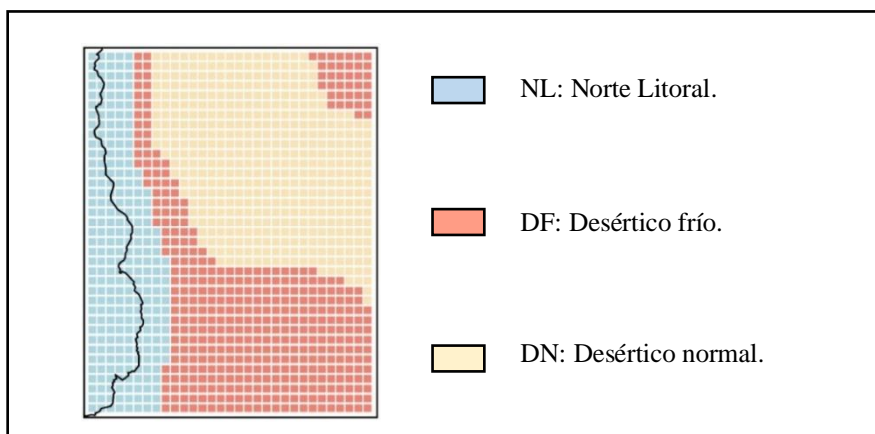 NL: Norte Litoral.
DF: Desértico frío.
DN: Desértico normal.